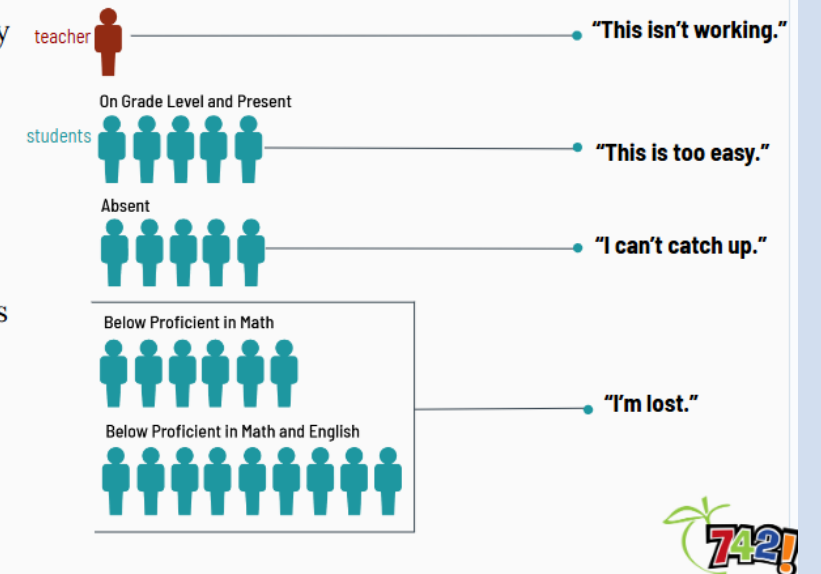 y
teacher
“This isn’t working.”
On Grade Level and Present
students
“This is too easy.”
Absent
“I can’t catch up.”
s
Below Proficient in Math
“I’m lost.”
Below Proficient in Math and English
742!